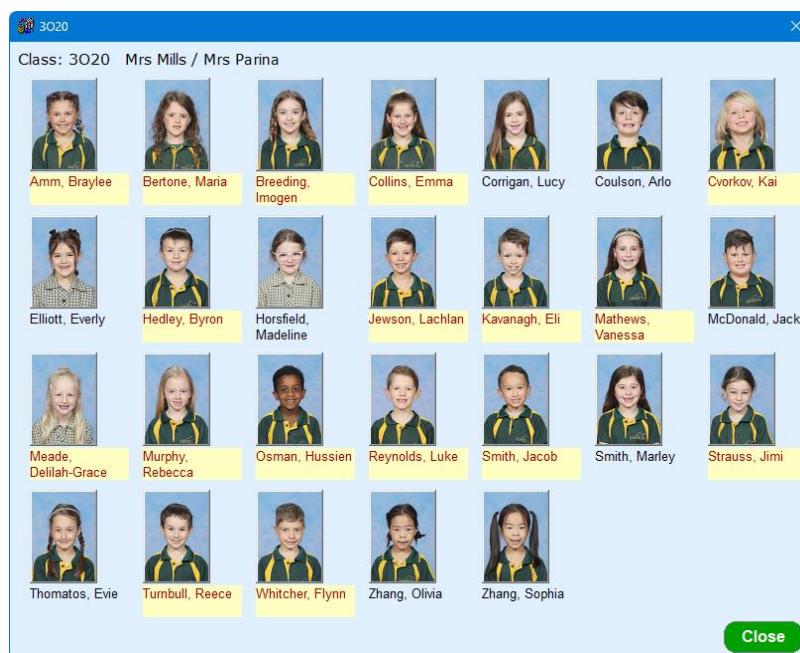 3O20
Class: 3O20 Mrs Mills / Mrs Parina
Amm, Braylee
Bertone, Maria
Breeding,
Imogen
Collins, Emma
Corrigan, Lucy
Coulson, Arlo
Cvorkov, Kai
Elliott, Everly
Hedley, Byron
Horsfield,
Madeline
Jewson, Lachlan
Kavanagh, Eli
Mathews,
Vanessa
McDonald, Jack
Meade,
Delilah-Grace
Murphy,
Rebecca
Osman, Hussien
Reynolds, Luke
Smith, Jacob
Smith, Marley
Strauss, Jimi
Thomatos, Evie
Turnbull, Reece
Whitcher, Flynn
Zhang, Olivia
Zhang, Sophia
Close